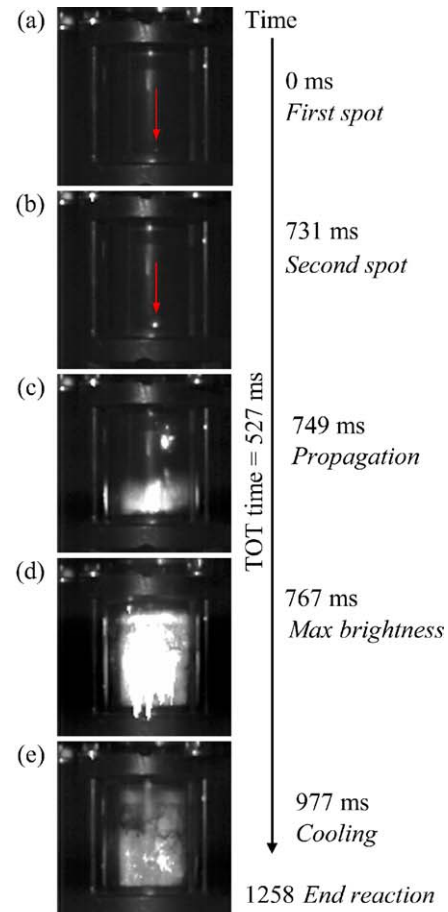 (a)
Time
0 ms
First spot
(b)
731 ms
Second spot
(c)
749 ms
Propagation
TOT time = 527 ms
(d)
767 ms
Max brightness
(e)
977 ms
Cooling
1258 End reaction